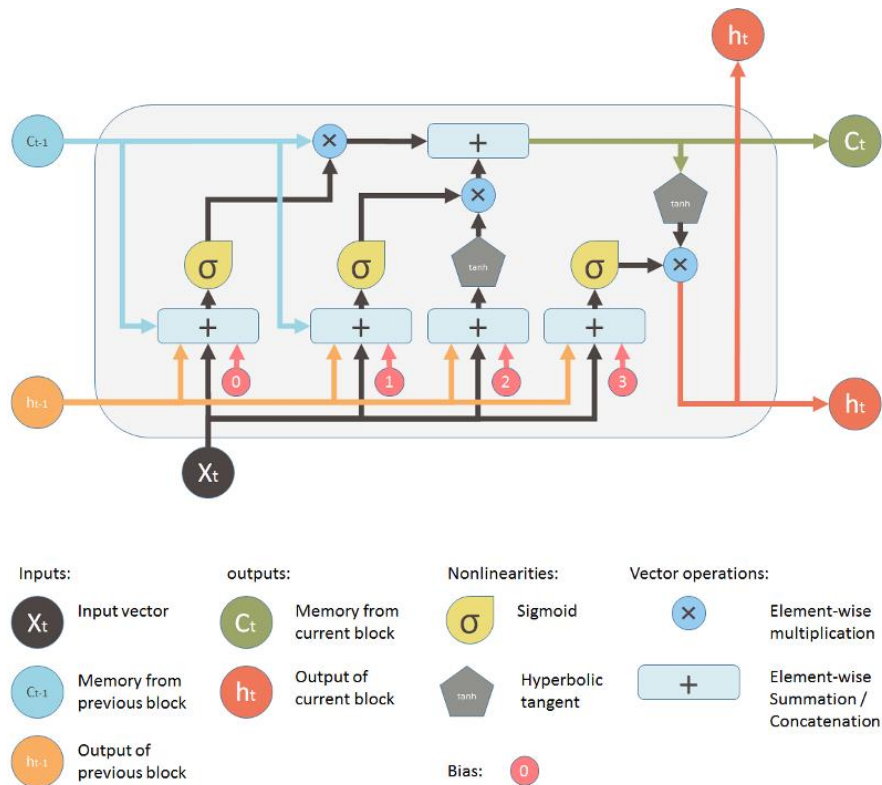 ht
Ct-1
×
+
Ct
×
tanh
σ
σ
tanh
σ
×
+
+
+
+
0
1
2
3
ht-1
ht
Xt
Inputs:
outputs:
Nonlinearities:
Vector operations:
Xt
Input vector
Ct
Memory from
current block
σ
Sigmoid
×
Element-wise
multiplication
Ct-1
Memory from
previous block
ht
Output of
current block
tanh
Hyperbolic
tangent
+
Element-wise
Summation /
Concatenation
ht-1
Output of
previous block
Bias:
0